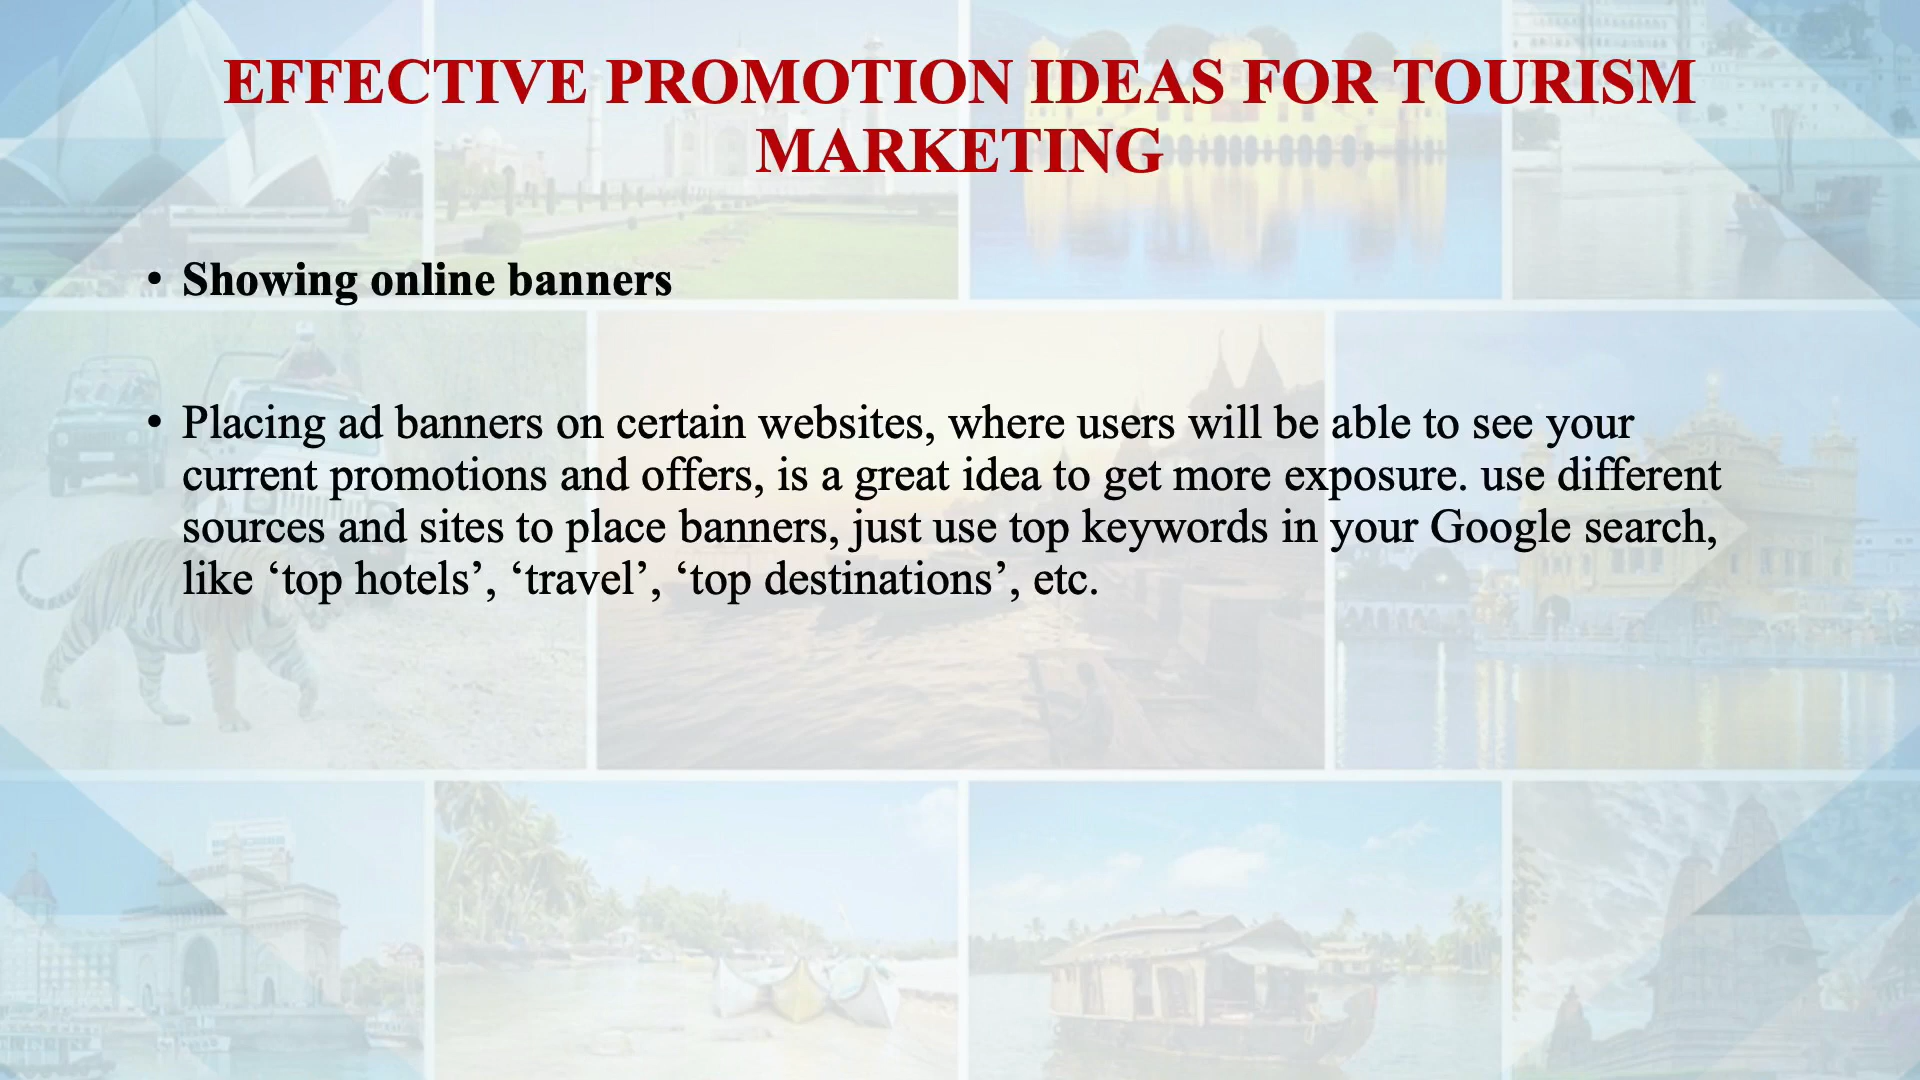 EFFECTIVE PROMOTION IDEAS FOR TOURISM
MARKETING
• Showing online banners
• Placing ad banners on certain websites, where users will be able to see your
current promotions and offers, is a great idea to get more exposure. use different
sources and sites to place banners, just use top keywords in your Google search,
like ‘top hotels’, ‘travel’, ‘top destinations’, etc.